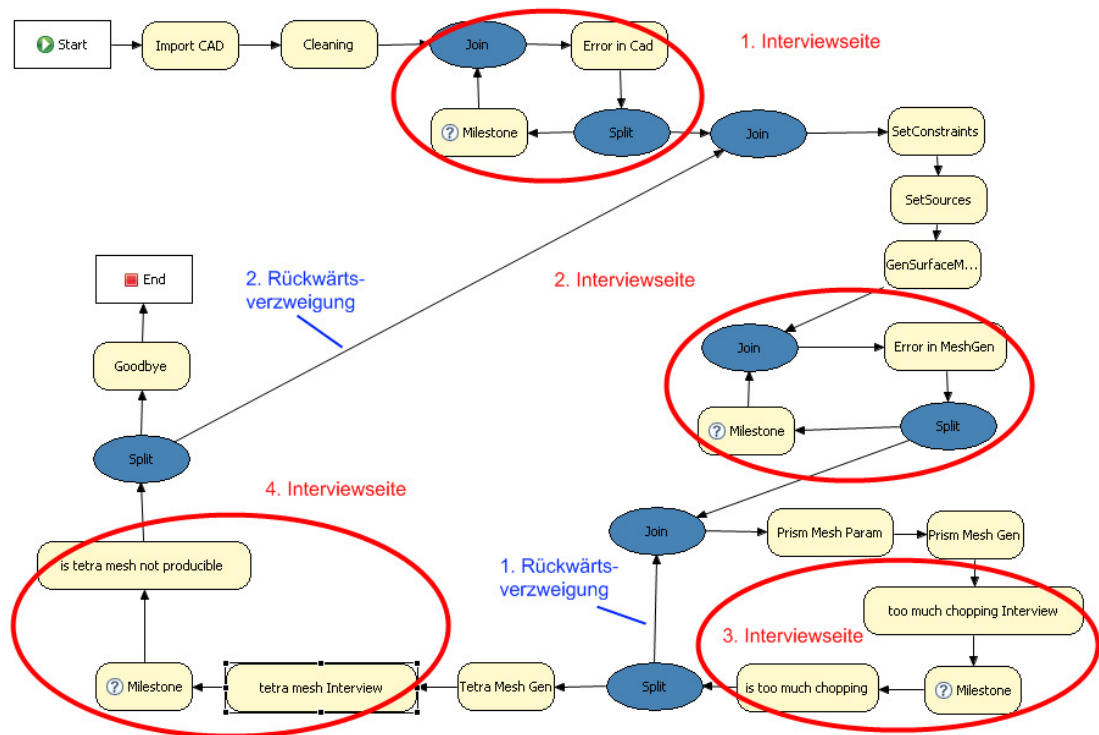 Start
Import CAD
Cleaning
Join
Error in Cad
1. Interviewseite
? Milestone
Split
Join
SetConstraints
SetSources
GenSurfaceM...
2. Rückwärts-
verzweigung
2. Interviewseite
End
Join
Error in MeshGen
Goodbye
? Milestone
Split
Split
4. Interviewseite
Join
Prism Mesh Param
Prism Mesh Gen
is tetra mesh not producible
1. Rückwärts-
verzweigung
too much chopping Interview
3. Interviewseite
? Milestone
tetra mesh Interview
Tetra Mesh Gen
Split
is too much chopping
? Milestone